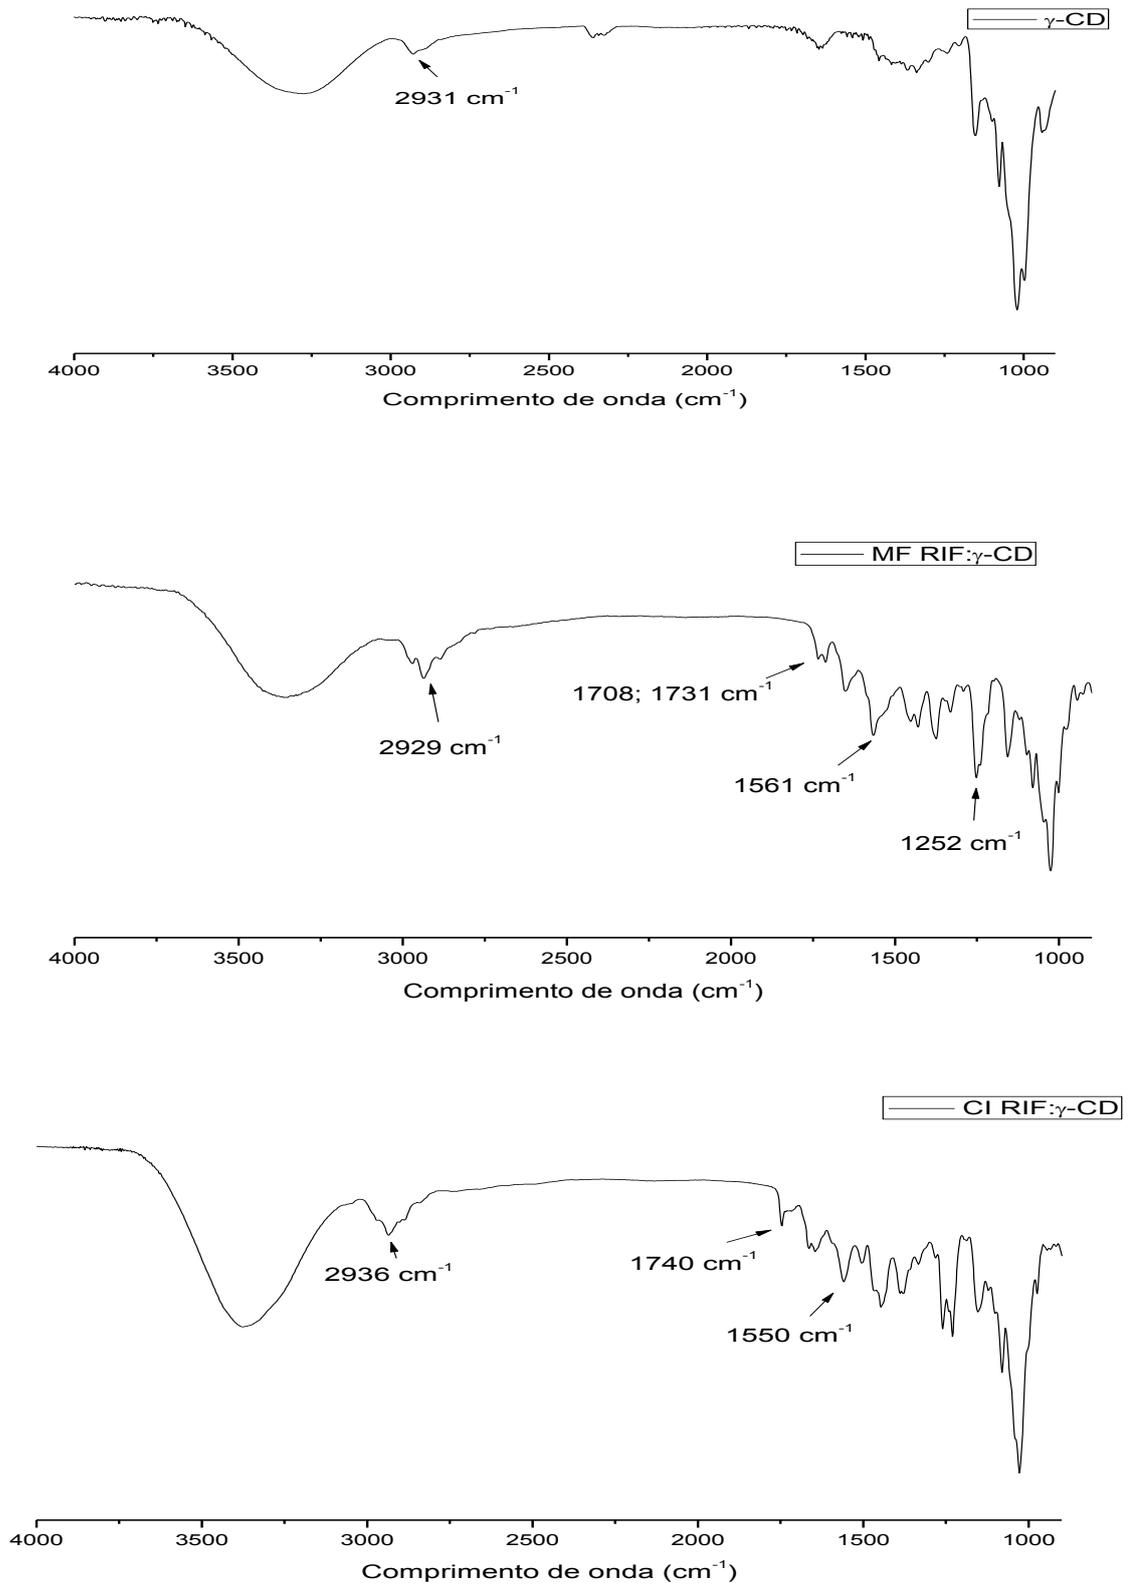 γ-CD
2931 cm⁻¹
4000 3500 3000 2500 2000 1500 1000
Comprimento de onda (cm⁻¹)
MF RIF:γ-CD
1708; 1731 cm⁻¹
2929 cm⁻¹
1561 cm⁻¹
1252 cm⁻¹
4000 3500 3000 2500 2000 1500 1000
Comprimento de onda (cm⁻¹)
CI RIF:γ-CD
1740 cm⁻¹
2936 cm⁻¹
1550 cm⁻¹
4000 3500 3000 2500 2000 1500 1000
Comprimento de onda (cm⁻¹)